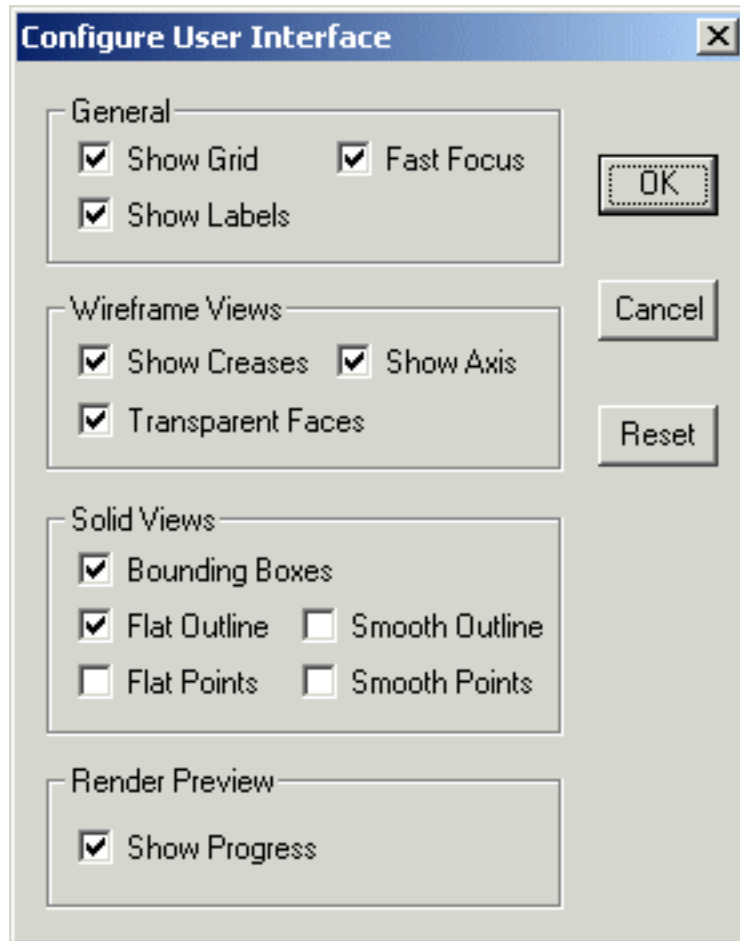 Configure User Interface
General
Show Grid Fast Focus
OK
Show Labels
Wireframe Views
Cancel
Show Creases Show Axis
Transparent Faces
Reset
Solid Views
Bounding Boxes
Flat Outline Smooth Outline
Flat Points Smooth Points
Render Preview
Show Progress